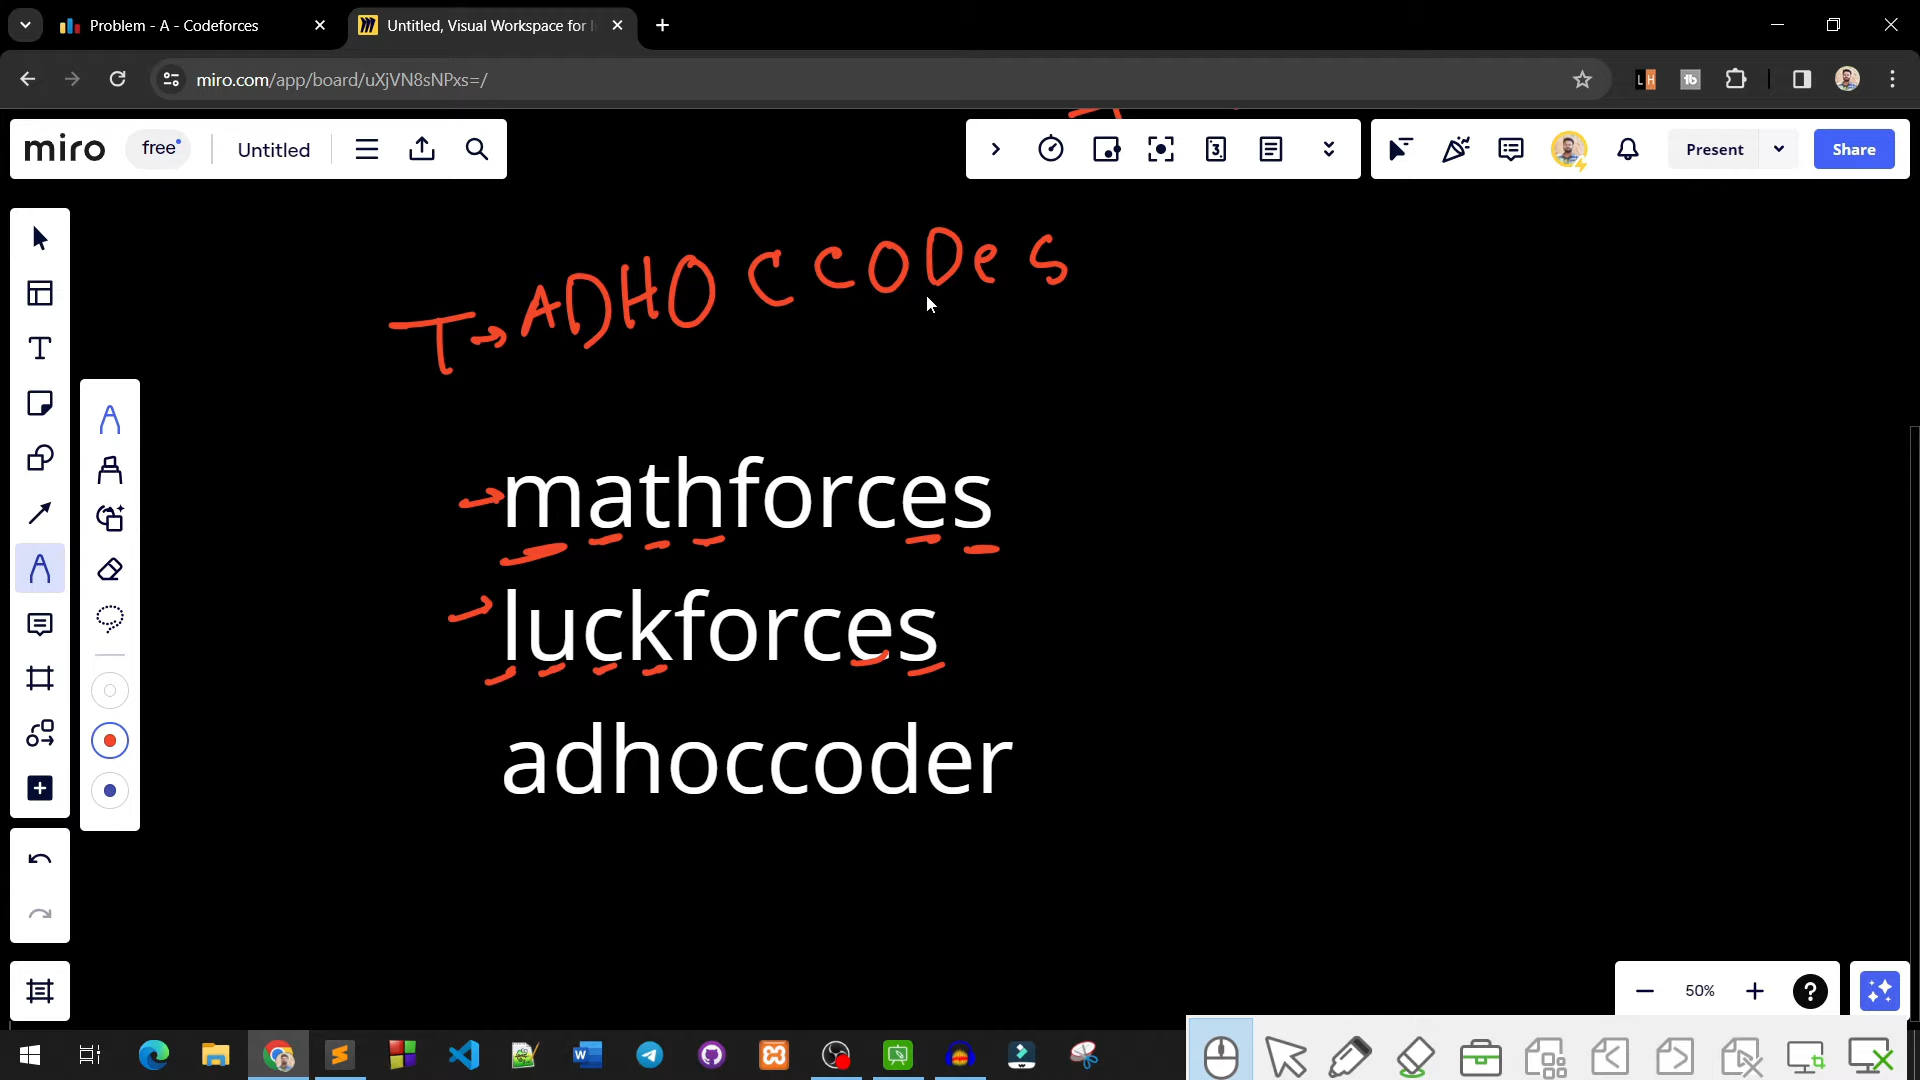 Problem - A - Codeforces
Untitled, Visual Workspace for I
miro.com/app/board/uXjVN8sNPxs=/
miro free Untitled
Present Share
T→ADHOCCODeS
mathforces
luckforces
adhoccoder
50%